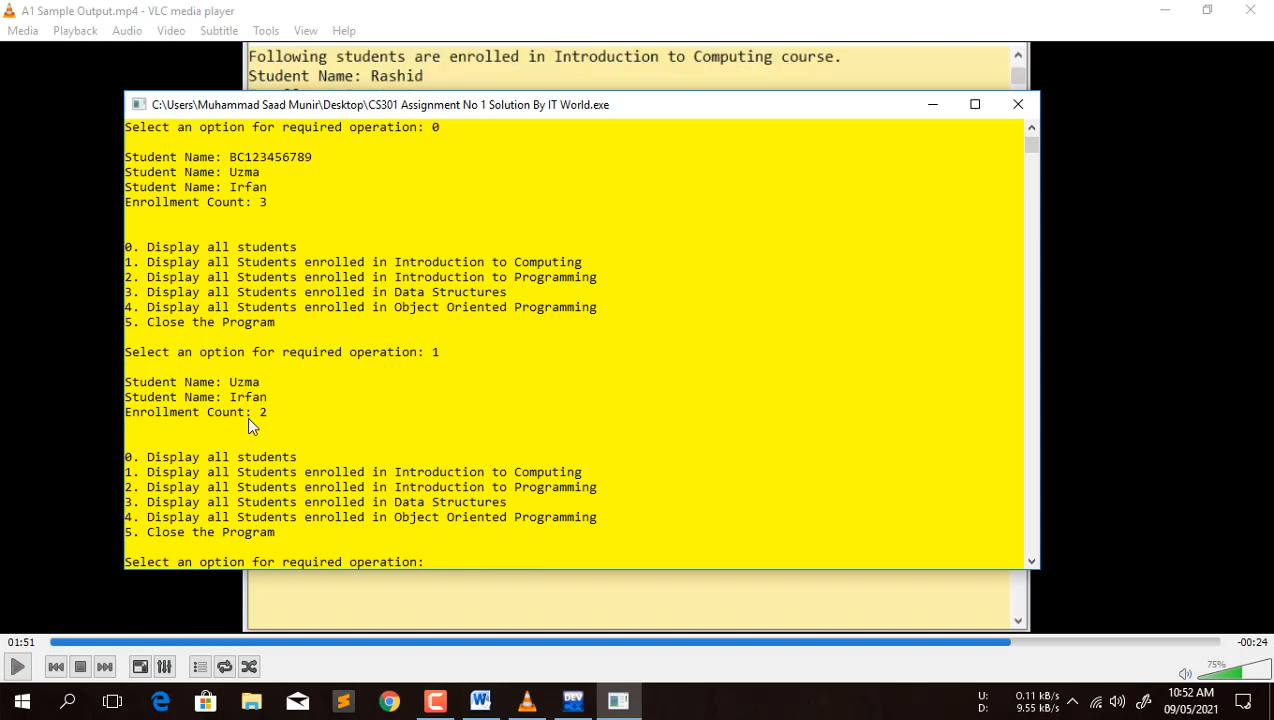 A1 Sample Output.mp4 - VLC media player
Media Playback Audio Video Subtitle Tools View Help
Following students are enrolled in Introduction to Computing course.
Student Name: Rashid
C:\Users\Muhammad Saad Munir\Desktop\CS301 Assignment No 1 Solution By IT World.exe
Select an option for required operation: 0
Student Name: BC123456789
Student Name: Uzma
Student Name: Irfan
Enrollment Count: 3
0. Display all students
1. Display all Students enrolled in Introduction to Computing
2. Display all Students enrolled in Introduction to Programming
3. Display all Students enrolled in Data Structures
4. Display all Students enrolled in Object Oriented Programming
5. Close the Program
Select an option for required operation: 1
Student Name: Uzma
Student Name: Irfan
Enrollment Count: 2
0. Display all students
1. Display all Students enrolled in Introduction to Computing
2. Display all Students enrolled in Introduction to Programming
3. Display all Students enrolled in Data Structures
4. Display all Students enrolled in Object Oriented Programming
5. Close the Program
Select an option for required operation:
01:51 -00:24
75%
DEV
U: 0.11 kB/s
D: 9.55 kB/s
10:52 AM
09/05/2021